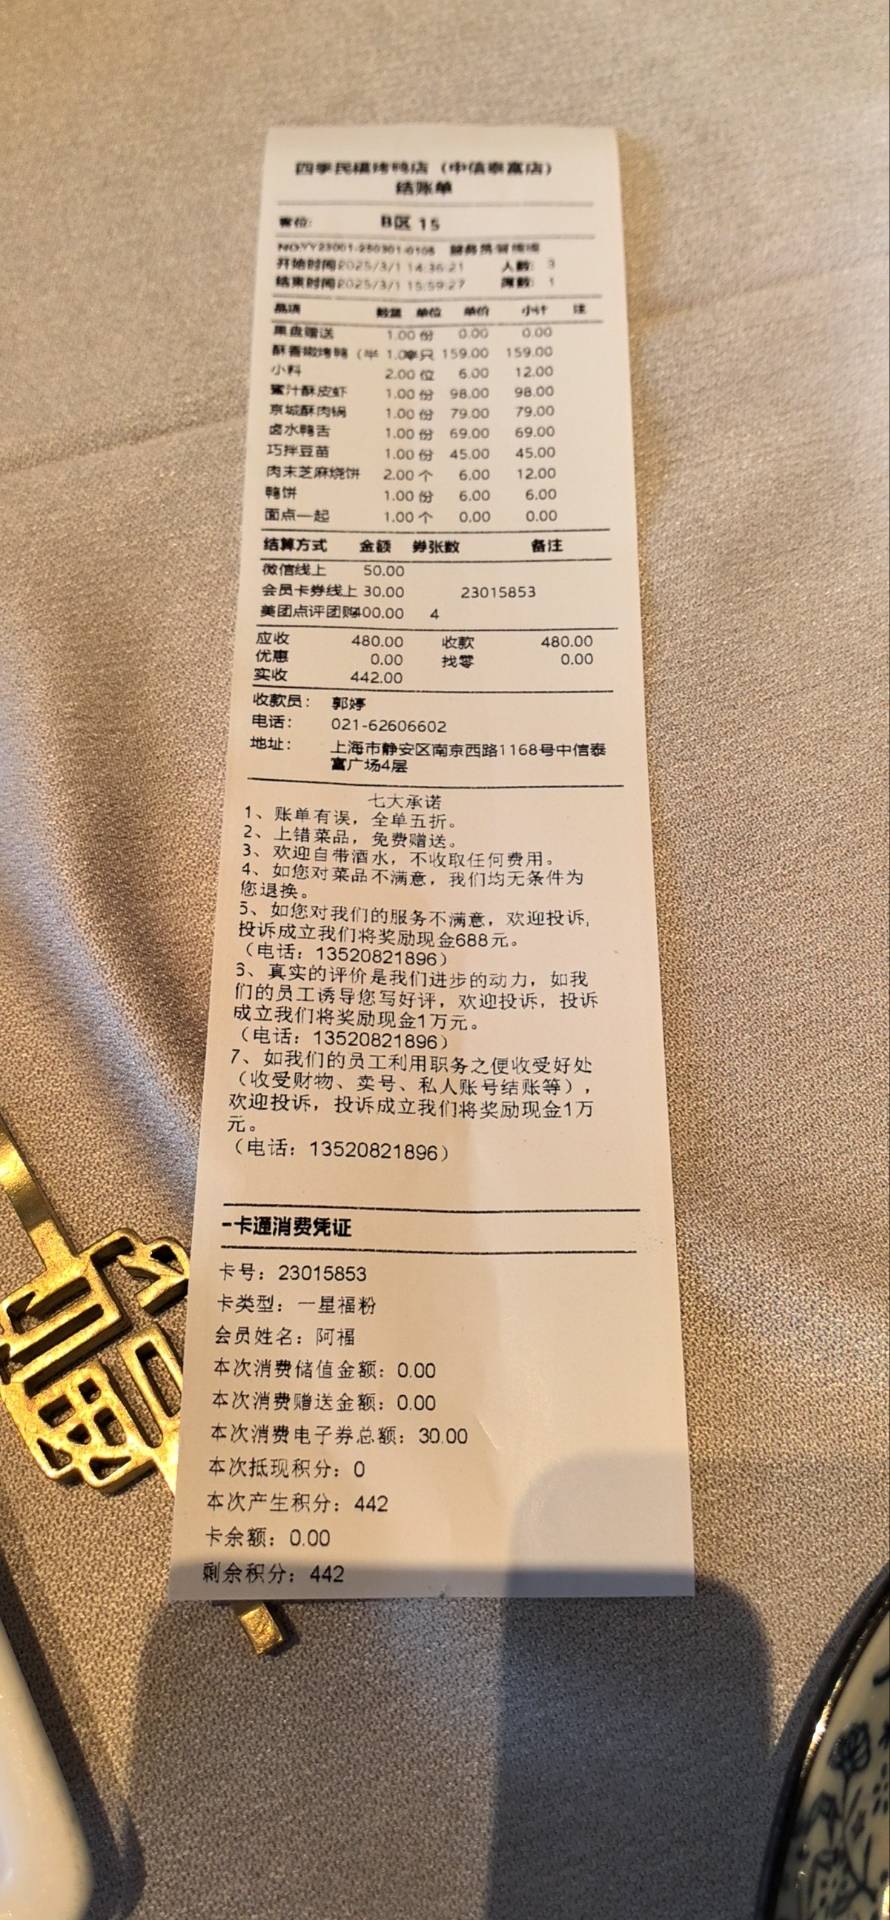 四季民福烤鸭店（中信泰富店）
结账单
客位: B区 15
NO:YY23001-250301-0105
开始时间2025/3/1 14:36:21 人数: 3
结束时间2025/3/1 15:59:27 席数: 1
品项 数量 单位 单价 小计 注
果盘赠送 1.00 份 0.00 0.00
酥香嫩烤鸭（半 1.00 只 159.00 159.00
小料 2.00 位 6.00 12.00
蜜汁酥皮虾 1.00 份 98.00 98.00
京城酥肉锅 1.00 份 79.00 79.00
卤水鸭舌 1.00 份 69.00 69.00
巧拌豆苗 1.00 份 45.00 45.00
肉末芝麻烧饼 2.00 个 6.00 12.00
鸭饼 1.00 份 6.00 6.00
面点一起 1.00 个 0.00 0.00
结算方式 金额 券张数 备注
微信线上 50.00
会员卡券线上 30.00 23015853
美团点评团购400.00 4
应收 480.00 收款 480.00
优惠 0.00 找零 0.00
实收 442.00
收款员: 郭婷
电话: 021-62606602
地址: 上海市静安区南京西路1168号中信泰
富广场4层
七大承诺
1、账单有误，全单五折。
2、上错菜品，免费赠送。
3、欢迎自带酒水，不收取任何费用。
4、如您对菜品不满意，我们均无条件为
您退换。
5、如您对我们的服务不满意，欢迎投诉,
投诉成立我们将奖励现金688元。
（电话：13520821896）
6、真实的评价是我们进步的动力，如我
们的员工诱导您写好评，欢迎投诉，投诉
成立我们将奖励现金1万元。
（电话：13520821896）
7、如我们的员工利用职务之便收受好处
（收受财物、卖号、私人账号结账等），
欢迎投诉，投诉成立我们将奖励现金1万
元。
（电话：13520821896）
一卡通消费凭证
卡号：23015853
卡类型：一星福粉
会员姓名：阿福
本次消费储值金额：0.00
本次消费赠送金额：0.00
本次消费电子券总额：30.00
本次抵现积分：0
本次产生积分：442
卡余额：0.00
剩余积分：442